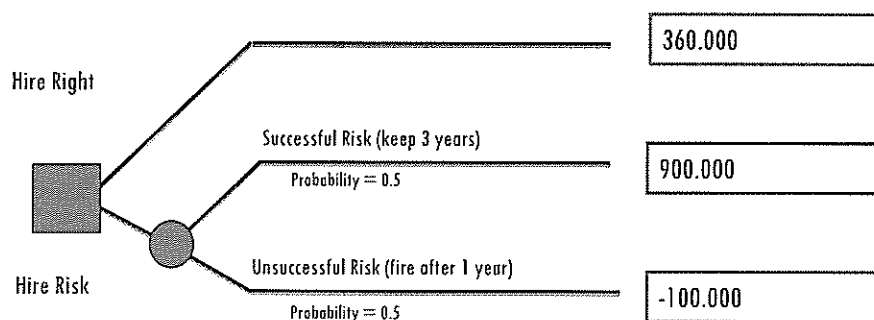 360.000
Hire Right
Successful Risk (keep 3 years)
Probability = 0.5
900.000
Unsuccessful Risk (fire after 1 year)
Hire Risk
-100.000
Probability = 0.5